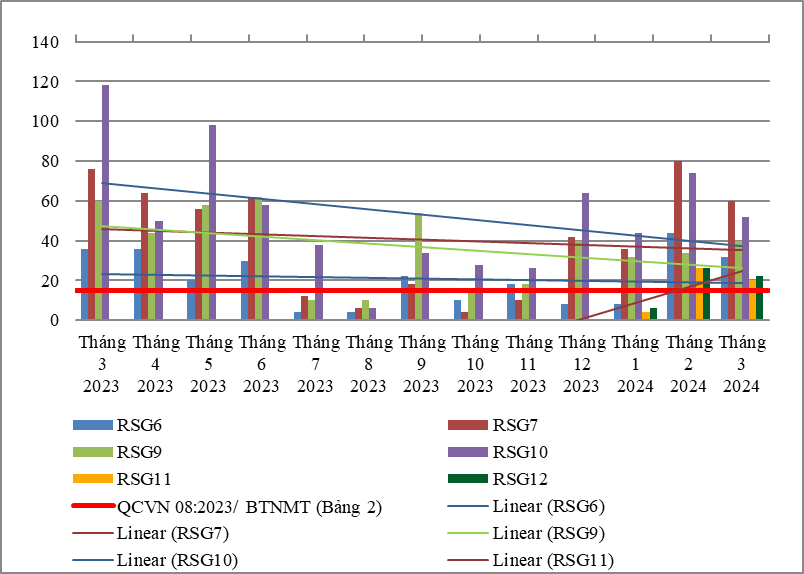 140
120
100
80
60
40
20
0
Tháng 3 2023
Tháng 4 2023
Tháng 5 2023
Tháng 6 2023
Tháng 7 2023
Tháng 8 2023
Tháng 9 2023
Tháng 10 2023
Tháng 11 2023
Tháng 12 2023
Tháng 1 2024
Tháng 2 2024
Tháng 3 2024
RSG6
RSG7
RSG9
RSG10
RSG11
RSG12
QCVN 08:2023/ BTNMT (Bảng 2)
Linear (RSG6)
Linear (RSG7)
Linear (RSG9)
Linear (RSG10)
Linear (RSG11)